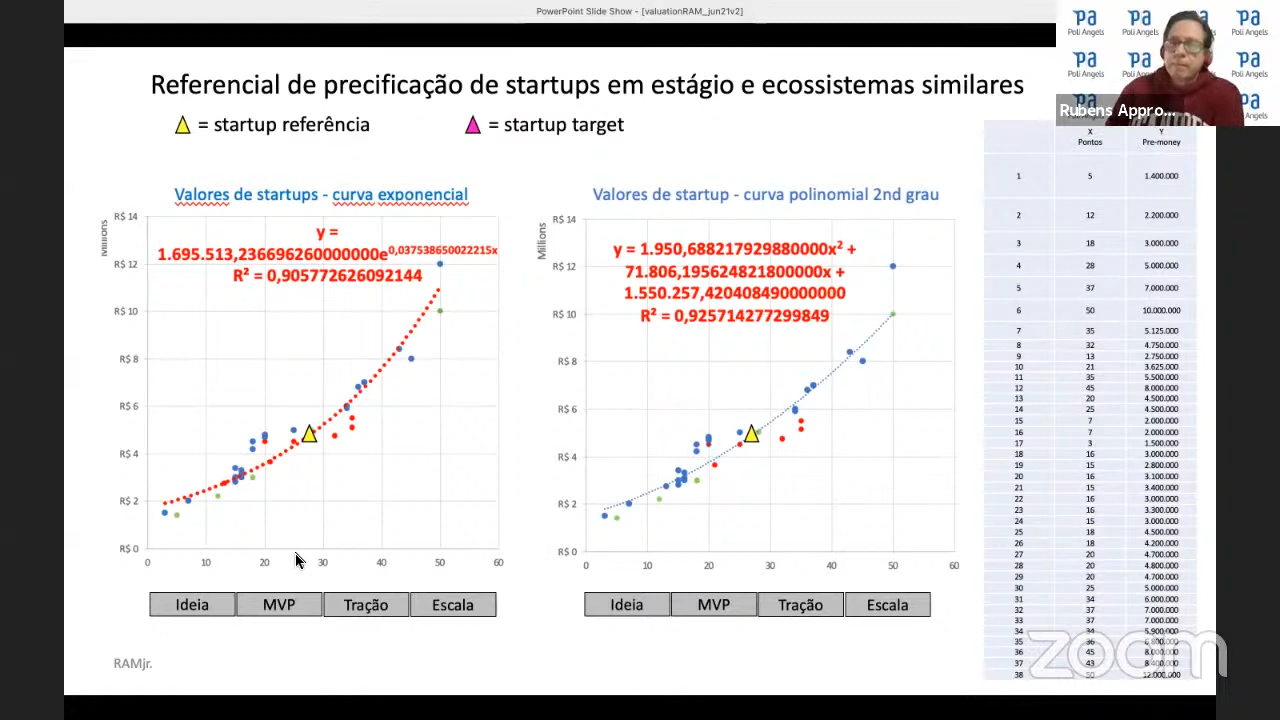 PowerPoint Slide Show - [valuationRAM_jun21v2]
pa pa pa pa
Poli Angels Poli Angels Poli Angels
pa pa pa
Poli Angels Poli Angels
pa
Rubens Appro...
Referencial de precificação de startups em estágio e ecossistemas similares
= startup referência = startup target
Valores de startups - curva exponencial
Millions
R$ 14
R$ 12
R$ 10
R$ 8
R$ 6
R$ 4
R$ 2
R$ 0
y =
1.695.513,236696260000000e^0,037538650022215x
R² = 0,905772626092144
0 10 20 30 40 50 60
Ideia MVP Tração Escala
Valores de startup - curva polinomial 2nd grau
Millions
R$ 14
R$ 12
R$ 10
R$ 8
R$ 6
R$ 4
R$ 2
R$ 0
y = 1.950,688217929880000x² +
71.806,195624821800000x +
1.550.257,420408490000000
R² = 0,925714277299849
0 10 20 30 40 50 60
Ideia MVP Tração Escala
X Y
Pontos Pre-money
1 5 1.400.000
2 12 2.200.000
3 18 3.000.000
4 28 5.000.000
5 37 7.000.000
6 50 10.000.000
7 35 5.125.000
8 32 4.750.000
9 13 2.750.000
10 21 3.625.000
11 35 5.500.000
12 45 8.000.000
13 20 4.500.000
14 25 4.500.000
15 7 2.000.000
16 7 2.000.000
17 3 1.500.000
18 16 3.000.000
19 15 2.800.000
20 16 3.100.000
21 15 3.400.000
22 16 3.000.000
23 16 3.300.000
24 15 3.000.000
25 18 4.500.000
26 18 4.200.000
27 20 4.700.000
28 20 4.800.000
29 20 4.700.000
30 25 5.000.000
31 34 6.000.000
32 37 7.000.000
33 37 7.000.000
34 34 5.900.000
35 36 6.800.000
36 45 8.000.000
37 43 8.400.000
38 50 12.000.000
RAMjr.
zoom